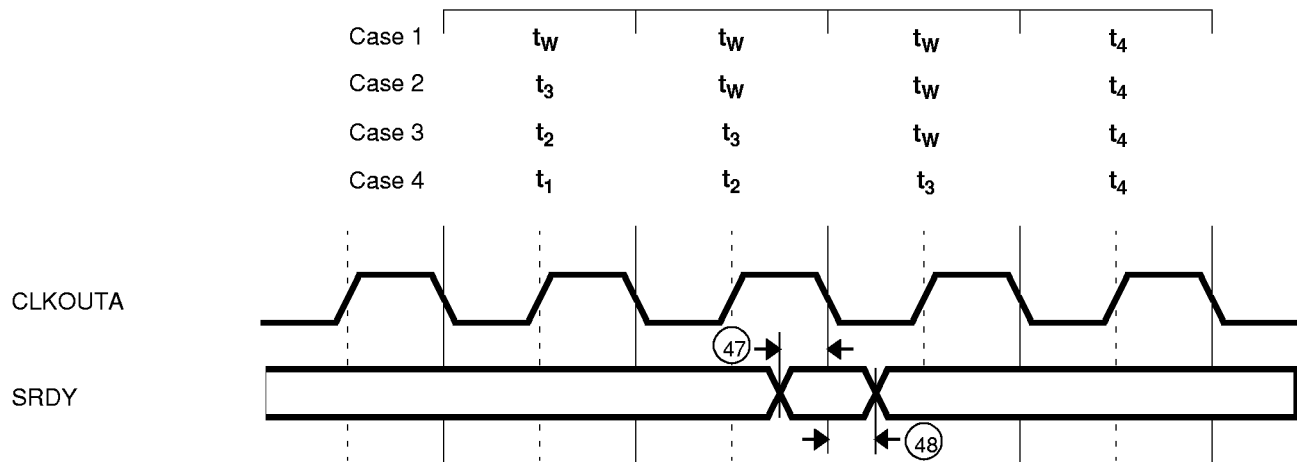 Case 1 tW tW tW t4
Case 2 t3 tW tW t4
Case 3 t2 t3 tW t4
Case 4 t1 t2 t3 t4
CLKOUTA
47
SRDY
48